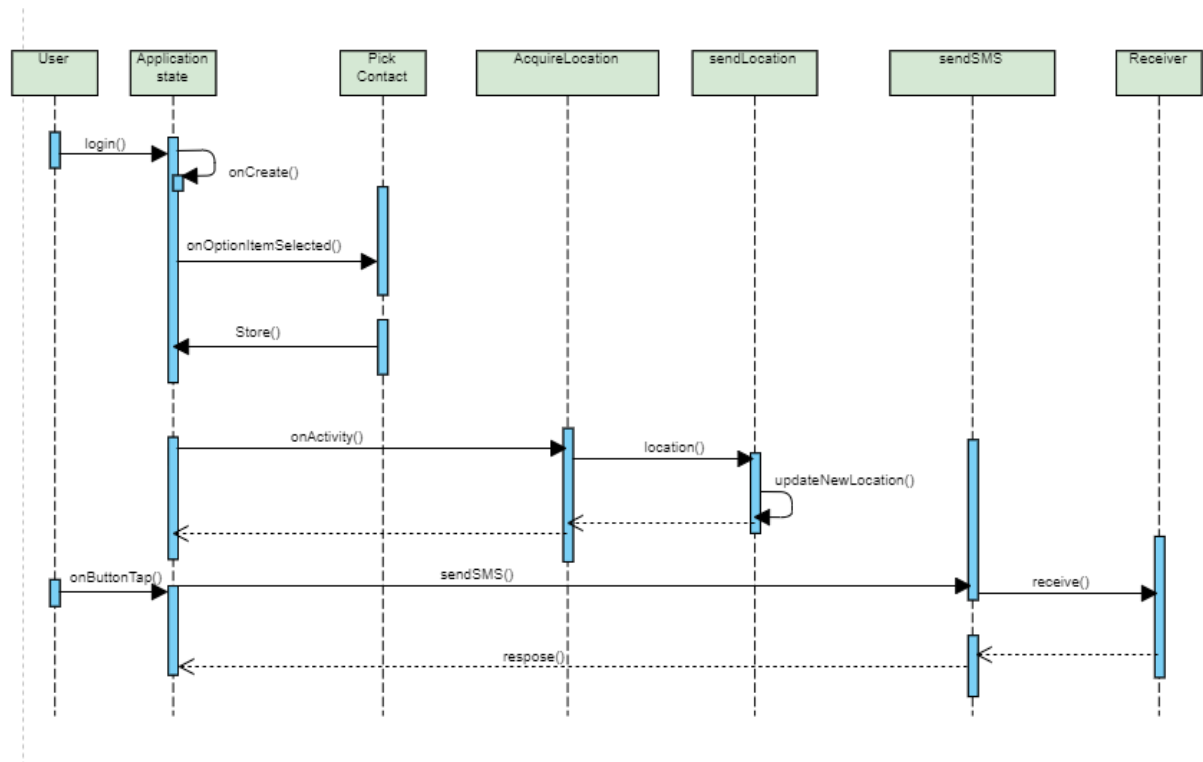 User
Application
state
Pick
Contact
AcquireLocation
sendLocation
sendSMS
Receiver
login()
onCreate()
onOptionItemSelected()
Store()
onActivity()
location()
updateNewLocation()
onButtonTap()
sendSMS()
receive()
respose()